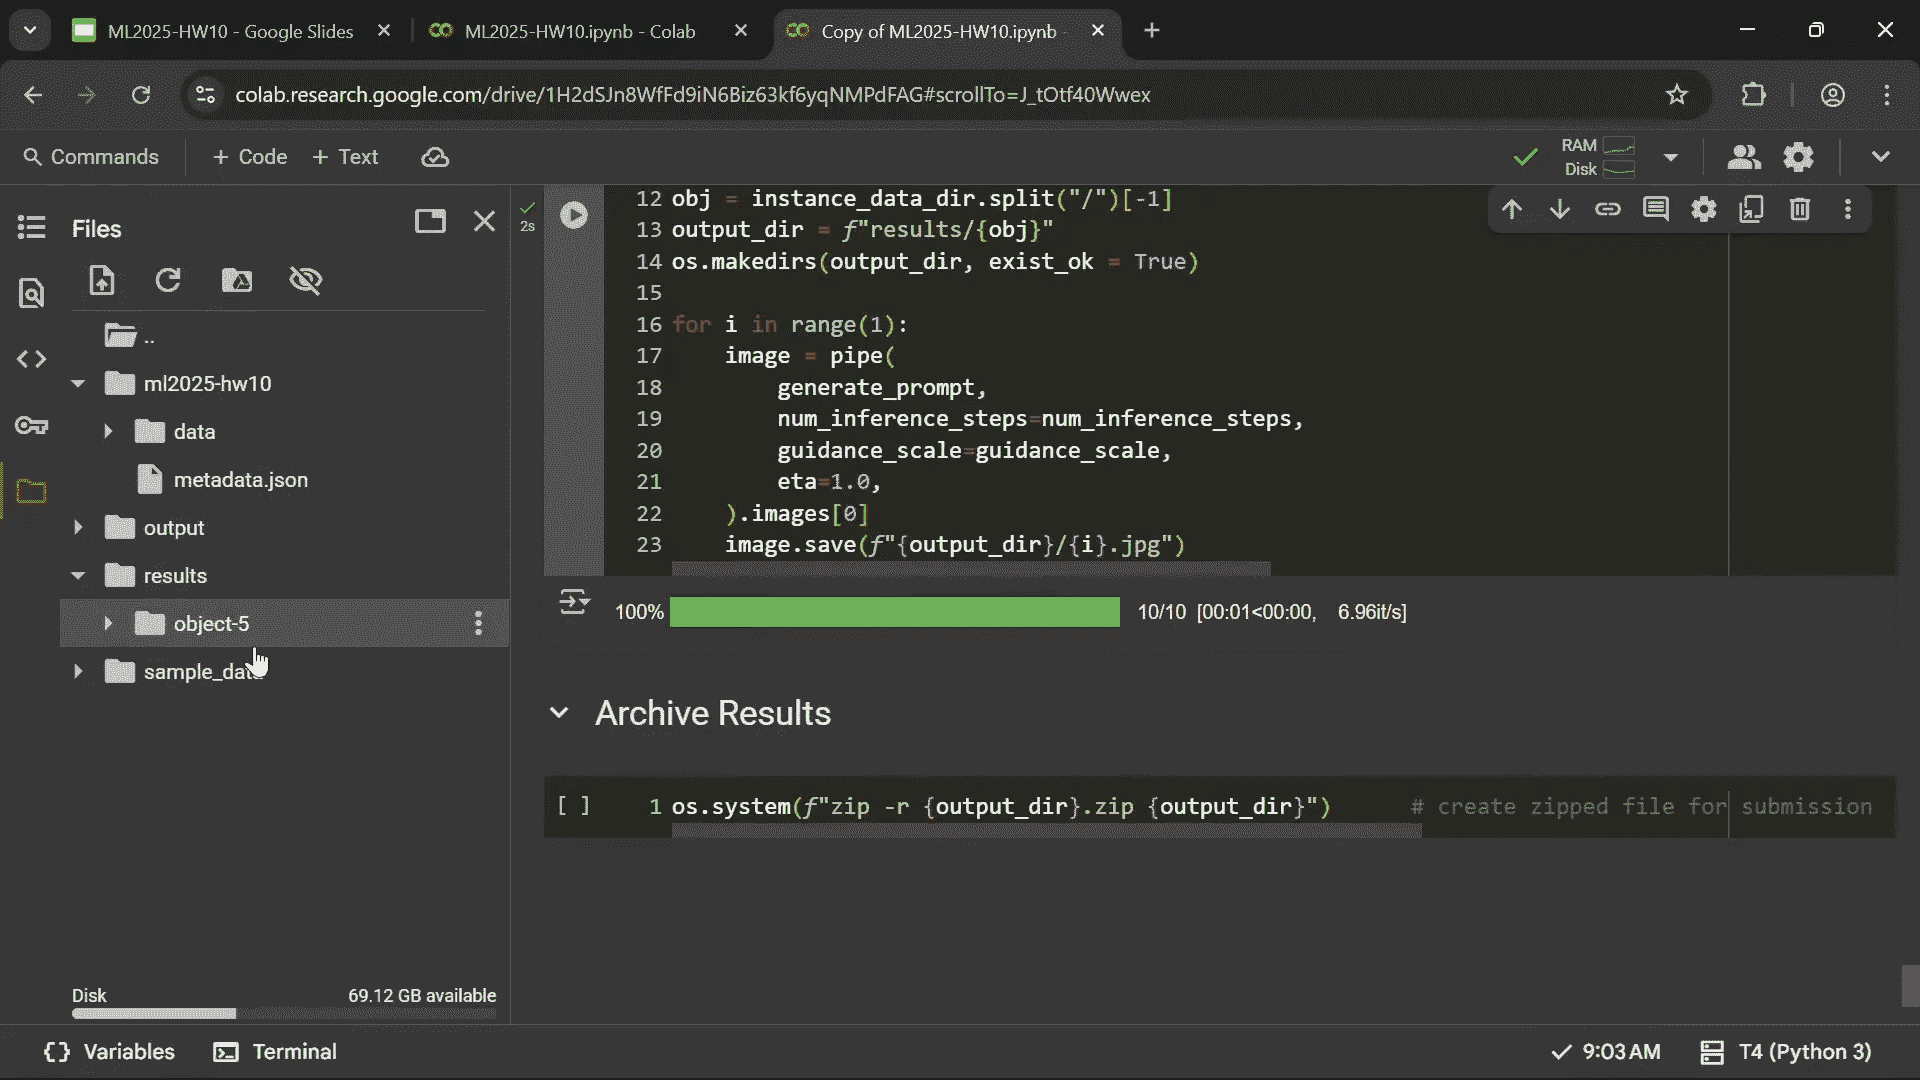 ML2025-HW10 - Google Slides
ML2025-HW10.ipynb - Colab
Copy of ML2025-HW10.ipynb -
colab.research.google.com/drive/1H2dSJn8WfFd9iN6Biz63kf6yqNMPdFAG#scrollTo=J_tOtf40Wwex
Commands
+ Code
+ Text
RAM
Disk
Files
..
ml2025-hw10
data
metadata.json
output
results
object-5
sample_data
Disk
69.12 GB available
2s
12 obj = instance_data_dir.split("/")[-1]
13 output_dir = f"results/{obj}"
14 os.makedirs(output_dir, exist_ok = True)
15
16 for i in range(1):
17     image = pipe(
18         generate_prompt,
19         num_inference_steps=num_inference_steps,
20         guidance_scale=guidance_scale,
21         eta=1.0,
22     ).images[0]
23     image.save(f"{output_dir}/{i}.jpg")
100% 10/10 [00:01<00:00, 6.96it/s]
Archive Results
[ ] 1 os.system(f"zip -r {output_dir}.zip {output_dir}") # create zipped file for submission
Variables
Terminal
9:03 AM
T4 (Python 3)